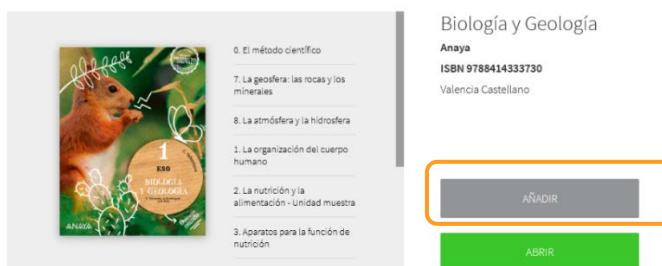 0. El método científico
7. La geosfera: las rocas y los
minerales
8. La atmósfera y la hidrosfera
1. La organización del cuerpo
humano
2. La nutrición y la
alimentación - Unidad muestra
3. Aparatos para la función de
nutrición
1
ESO
BIOLOGÍA
Y GEOLOGÍA
ANAYA
Biología y Geología
Anaya
ISBN 9788414333730
Valencia Castellano
AÑADIR
ABRIR